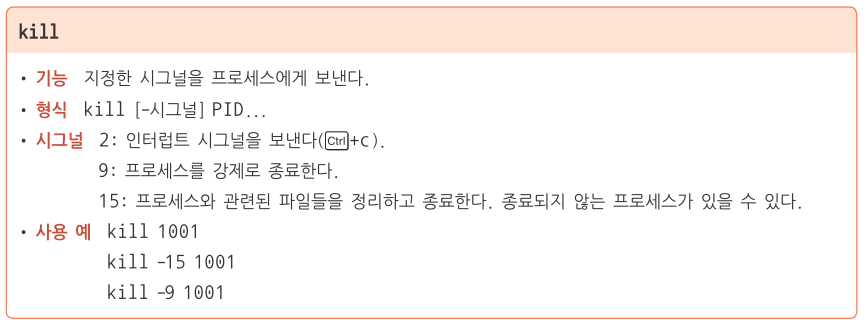 kill
• 기능 지정한 시그널을 프로세스에게 보낸다.
• 형식 kill [-시그널] PID...
• 시그널 2: 인터럽트 시그널을 보낸다(Ctrl+c).
9: 프로세스를 강제로 종료한다.
15: 프로세스와 관련된 파일들을 정리하고 종료한다. 종료되지 않는 프로세스가 있을 수 있다.
• 사용 예 kill 1001
kill -15 1001
kill -9 1001